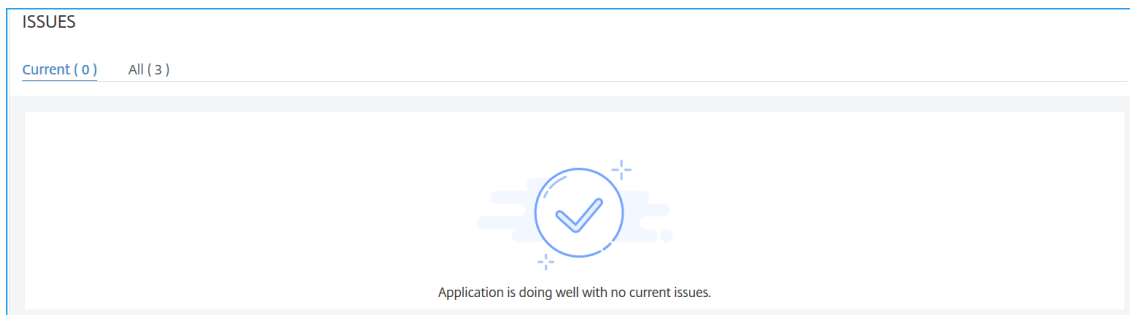 ISSUES
Current ( 0 ) All ( 3 )
Application is doing well with no current issues.